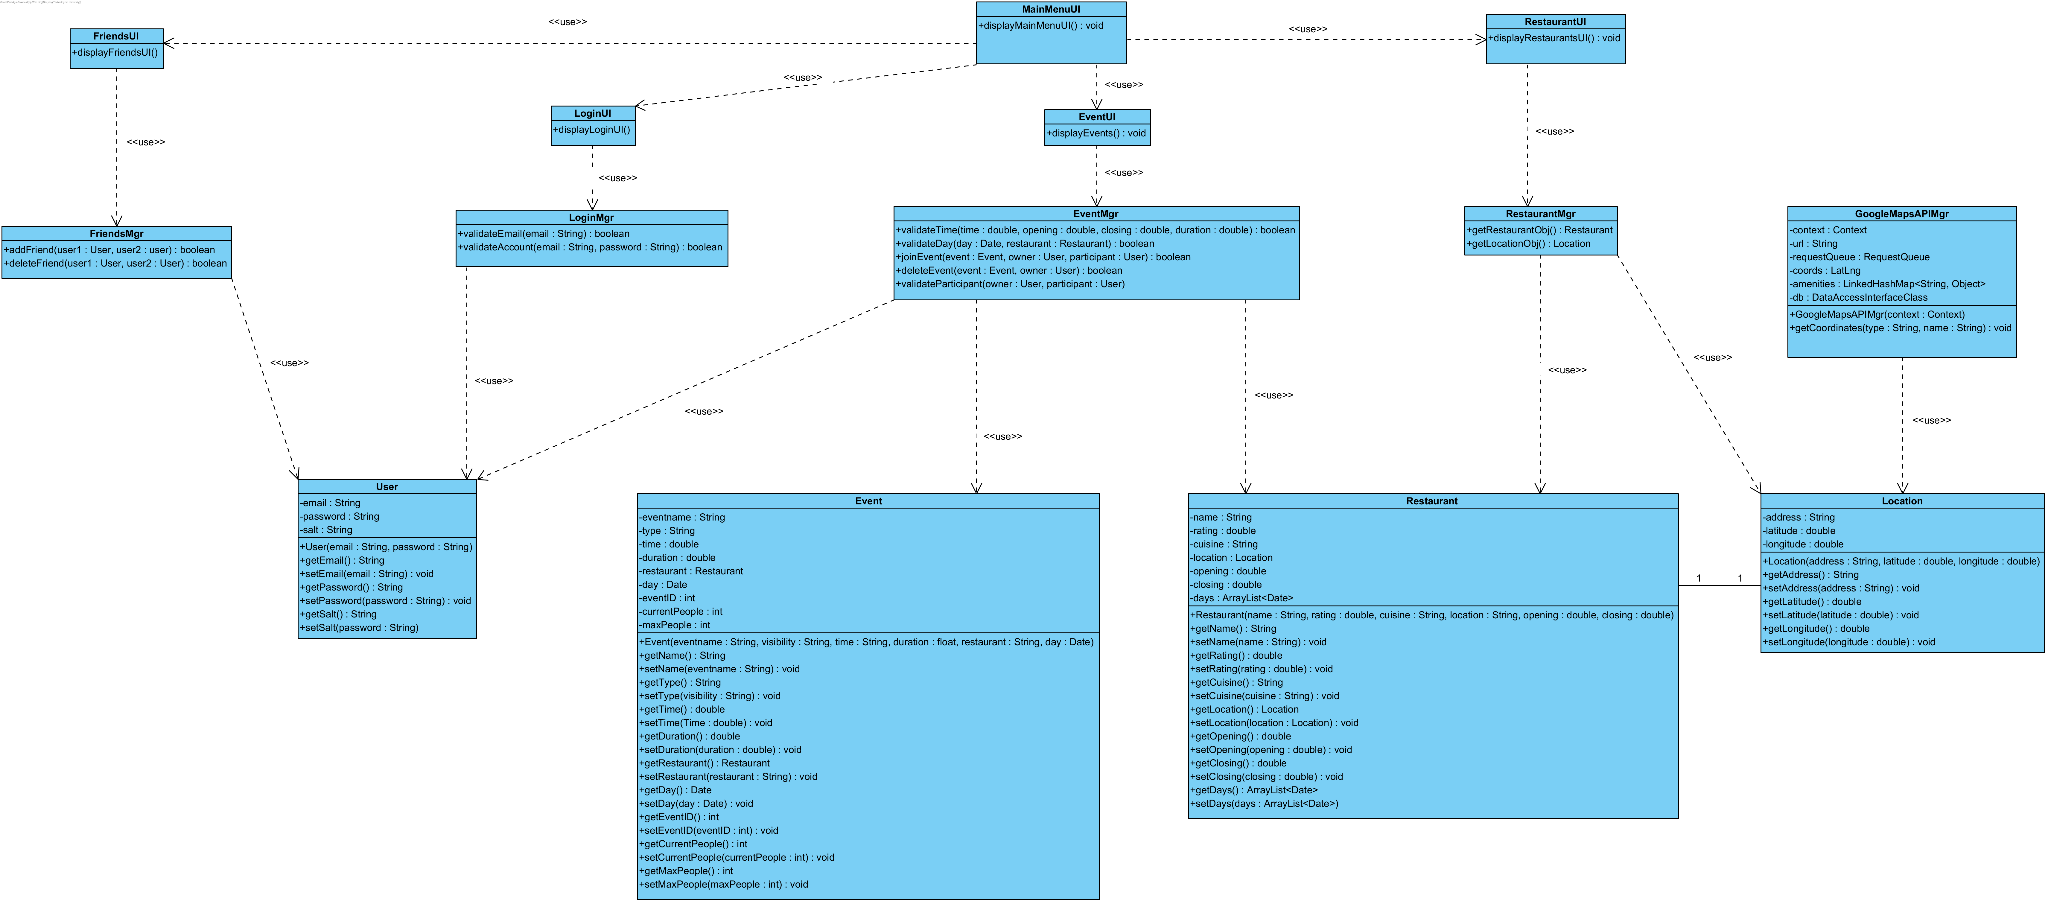 MainMenuUI
+displayMainMenuUI() : void
FriendsUI
+displayFriendsUI()
RestaurantUI
+displayRestaurantsUI() : void
<<use>>
<<use>>
<<use>>
<<use>>
LoginUI
+displayLoginUI()
EventUI
+displayEvents() : void
<<use>>
<<use>>
<<use>>
<<use>>
FriendsMgr
+addFriend(user1 : User, user2 : user) : boolean
+deleteFriend(user1 : User, user2 : User) : boolean
LoginMgr
+validateEmail(email : String) : boolean
+validateAccount(email : String, password : String) : boolean
EventMgr
+validateTime(time : double, opening : double, closing : double, duration : double) : boolean
+validateDay(day : Date, restaurant : Restaurant) : boolean
+joinEvent(event : Event, owner : User, participant : User) : boolean
+deleteEvent(event : Event, owner : User) : boolean
+validateParticipant(owner : User, participant : User)
RestaurantMgr
+getRestaurantObj() : Restaurant
+getLocationObj() : Location
GoogleMapsAPIMgr
-context : Context
-url : String
-requestQueue : RequestQueue
-coords : LatLng
-amenities : LinkedHashMap<String, Object>
-db : DataAccessInterfaceClass
+GoogleMapsAPIMgr(context : Context)
+getCoordinates(type : String, name : String) : void
<<use>>
<<use>>
<<use>>
<<use>>
<<use>>
<<use>>
<<use>>
<<use>>
User
-email : String
-password : String
-salt : String
+User(email : String, password : String)
+getEmail() : String
+setEmail(email : String) : void
+getPassword() : String
+setPassword(password : String) : void
+getSalt() : String
+setSalt(password : String)
Event
-eventname : String
-type : String
-time : double
-duration : double
-restaurant : Restaurant
-day : Date
-eventID : int
-currentPeople : int
-maxPeople : int
+Event(eventname : String, visibility : String, time : String, duration : float, restaurant : String, day : Date)
+getName() : String
+setName(eventname : String) : void
+getType() : String
+setType(visibility : String) : void
+getTime() : double
+setTime(Time : double) : void
+getDuration() : double
+setDuration(duration : double) : void
+getRestaurant() : Restaurant
+setRestaurant(restaurant : String) : void
+getDay() : Date
+setDay(day : Date) : void
+getEventID() : int
+setEventID(eventID : int) : void
+getCurrentPeople() : int
+setCurrentPeople(currentPeople : int) : void
+getMaxPeople() : int
+setMaxPeople(maxPeople : int) : void
Restaurant
-name : String
-rating : double
-cuisine : String
-location : Location
-opening : double
-closing : double
-days : ArrayList<Date>
+Restaurant(name : String, rating : double, cuisine : String, location : String, opening : double, closing : double)
+getName() : String
+setName(name : String) : void
+getRating() : double
+setRating(rating : double) : void
+getCuisine() : String
+setCuisine(cuisine : String) : void
+getLocation() : Location
+setLocation(location : Location) : void
+getOpening() : double
+setOpening(opening : double) : void
+getClosing() : double
+setClosing(closing : double) : void
+getDays() : ArrayList<Date>
+setDays(days : ArrayList<Date>)
1 1
Location
-address : String
-latitude : double
-longitude : double
+Location(address : String, latitude : double, longitude : double)
+getAddress() : String
+setAddress(address : String) : void
+getLatitude() : double
+setLatitude(latitude : double) : void
+getLongitude() : double
+setLongitude(longitude : double) : void